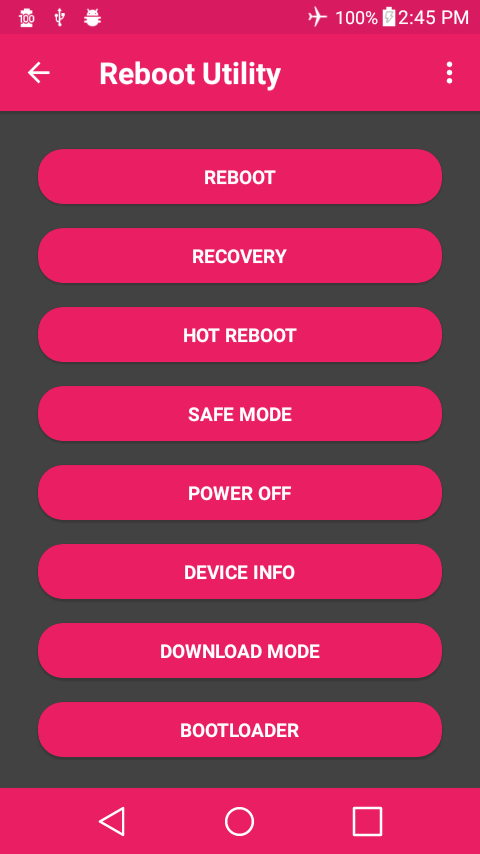 100
100% 2:45 PM
Reboot Utility
REBOOT
RECOVERY
HOT REBOOT
SAFE MODE
POWER OFF
DEVICE INFO
DOWNLOAD MODE
BOOTLOADER